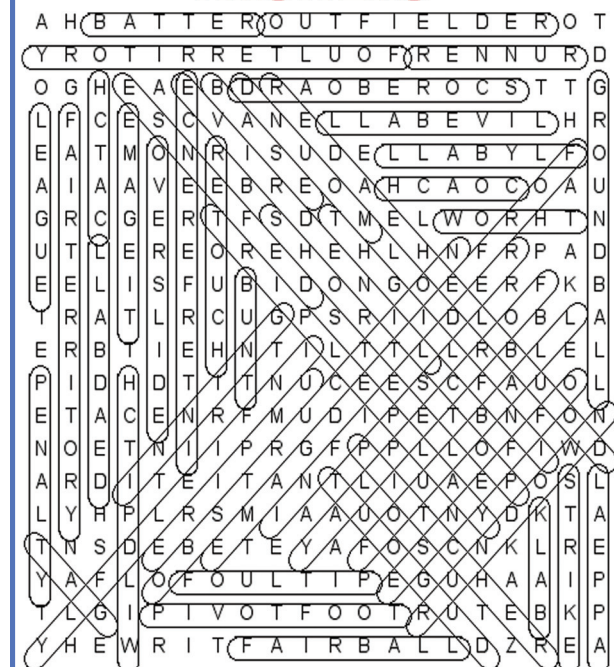 A H B A T T E R O U T F I E L D E R O T
Y R O T I R R E T L U O F R E N N U R D
O G H E A E B D R A O B E R O C S T T G
L F C E S C V A N E L L A B E V I L H R
E A T M O N R I S U D E L L A B Y L F O
A I A A V E E B R E O A H C A O C O A U
G R C G E R T F S D T M E L W O R H T N
U T L E R E O R E H E H L H N F R P A D
E E L I S F U B I D O N G O E E R F K B
T R A T L R C U G P S R I I D L O B L A
E R B T I E H N T I L T T L L R B L E L
P I D H D T T T N U C E E S C F A U O L
E T A C E N R F M U D I P E T B N F O N
N O E T N I I P R G F P P L L O F I W D
A R D I T E I T A N T L I U A E P O S L
L Y H P L R S M I A A U O T N Y D K T A
T N S D E B E T E Y A F O S C N K L R E
Y A F L O F O U L T I P E G U H A A I P
T L G I P I V O T F O O T R U T E B K P
Y H E W R I T F A I R B A L L D Z R E A